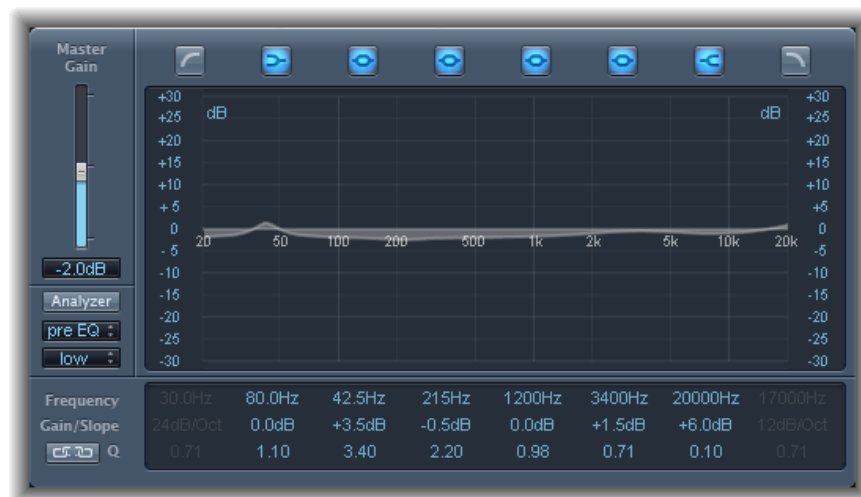 Master
Gain
+30 +30
+25 dB dB +25
+20 +20
+15 +15
+10 +10
+ 5 +5
0 0
20 50 100 200 500 1k 2k 5k 10k 20k
- 5 -5
-10 -10
-15 -15
-20 -20
-25 -25
-30 -30
-2.0dB
Analyzer
pre EQ
low
Frequency 30.0Hz 80.0Hz 42.5Hz 215Hz 1200Hz 3400Hz 20000Hz 17000Hz
Gain/Slope 24dB/Oct 0.0dB +3.5dB -0.5dB 0.0dB +1.5dB +6.0dB 12dB/Oct
Q 0.71 1.10 3.40 2.20 0.98 0.71 0.10 0.71